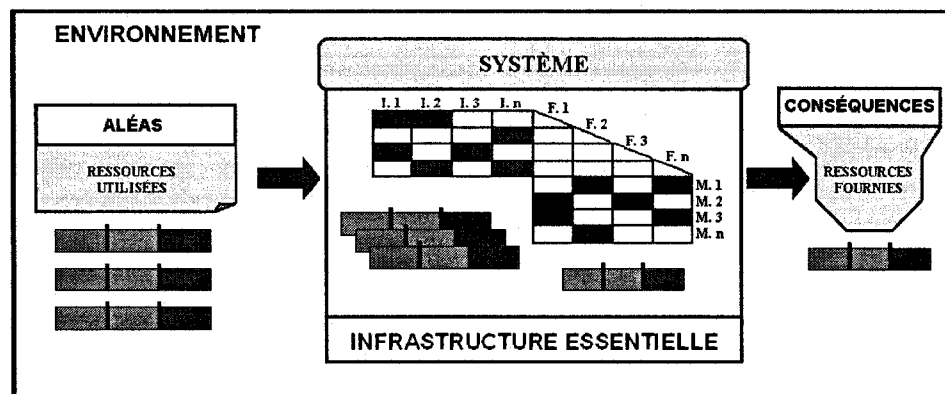 ENVIRONNEMENT
SYSTÈME
I. 1 I. 2 I. 3 I. n F. 1
F. 2
F. 3
F. n
ALÉAS
RESSOURCES
UTILISÉES
M. 1
M. 2
M. 3
M. n
INFRASTRUCTURE ESSENTIELLE
CONSÉQUENCES
RESSOURCES
FOURNIES